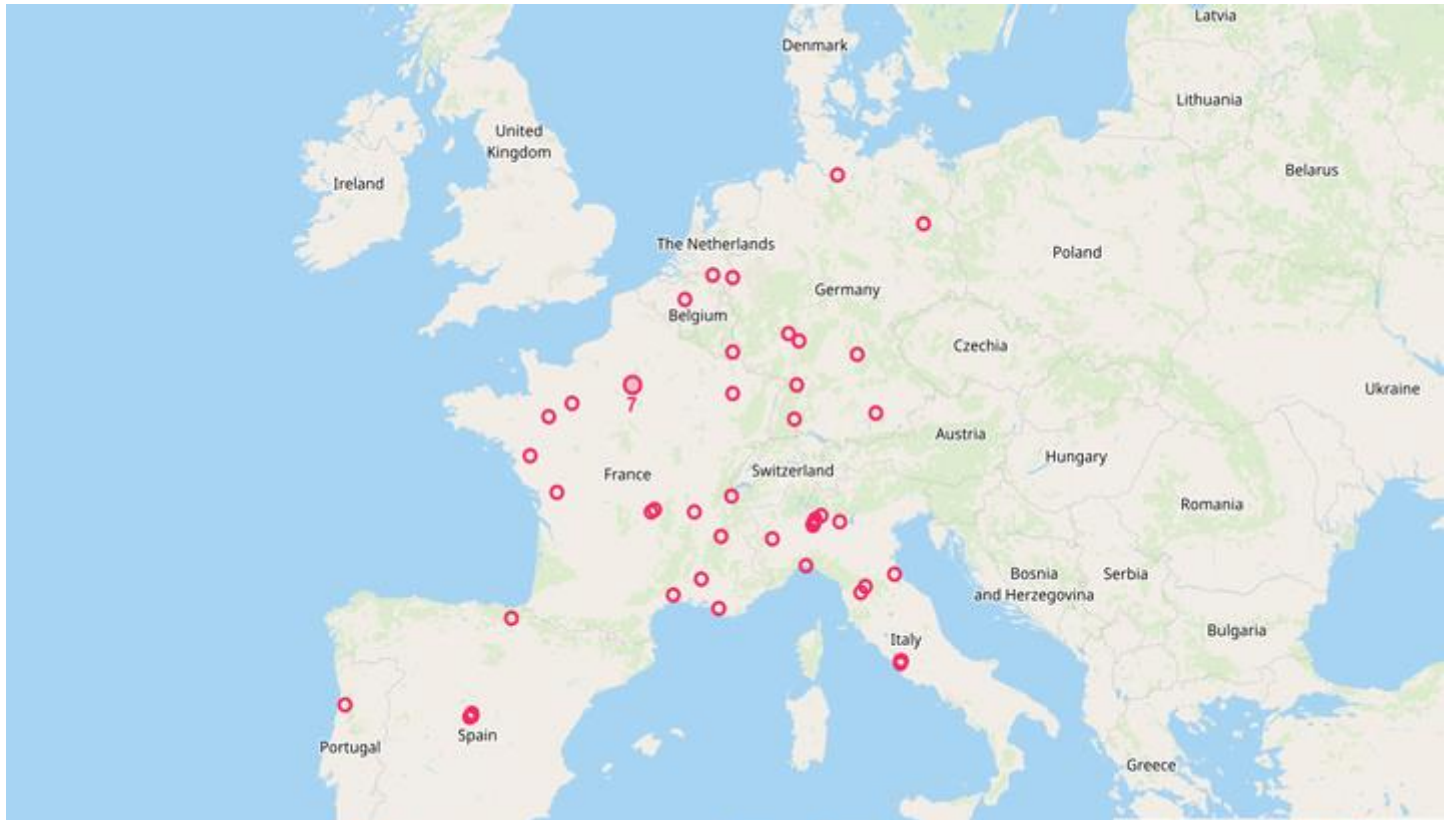 Latvia
Denmark
Lithuania
United
Kingdom
Belarus
Ireland
The Netherlands
Poland
Germany
Belgium
Czechia
Ukraine
7
Austria
Hungary
Switzerland
France
Romania
Bosnia
and Herzegovina
Serbia
Bulgaria
Italy
Spain
Portugal
Greece